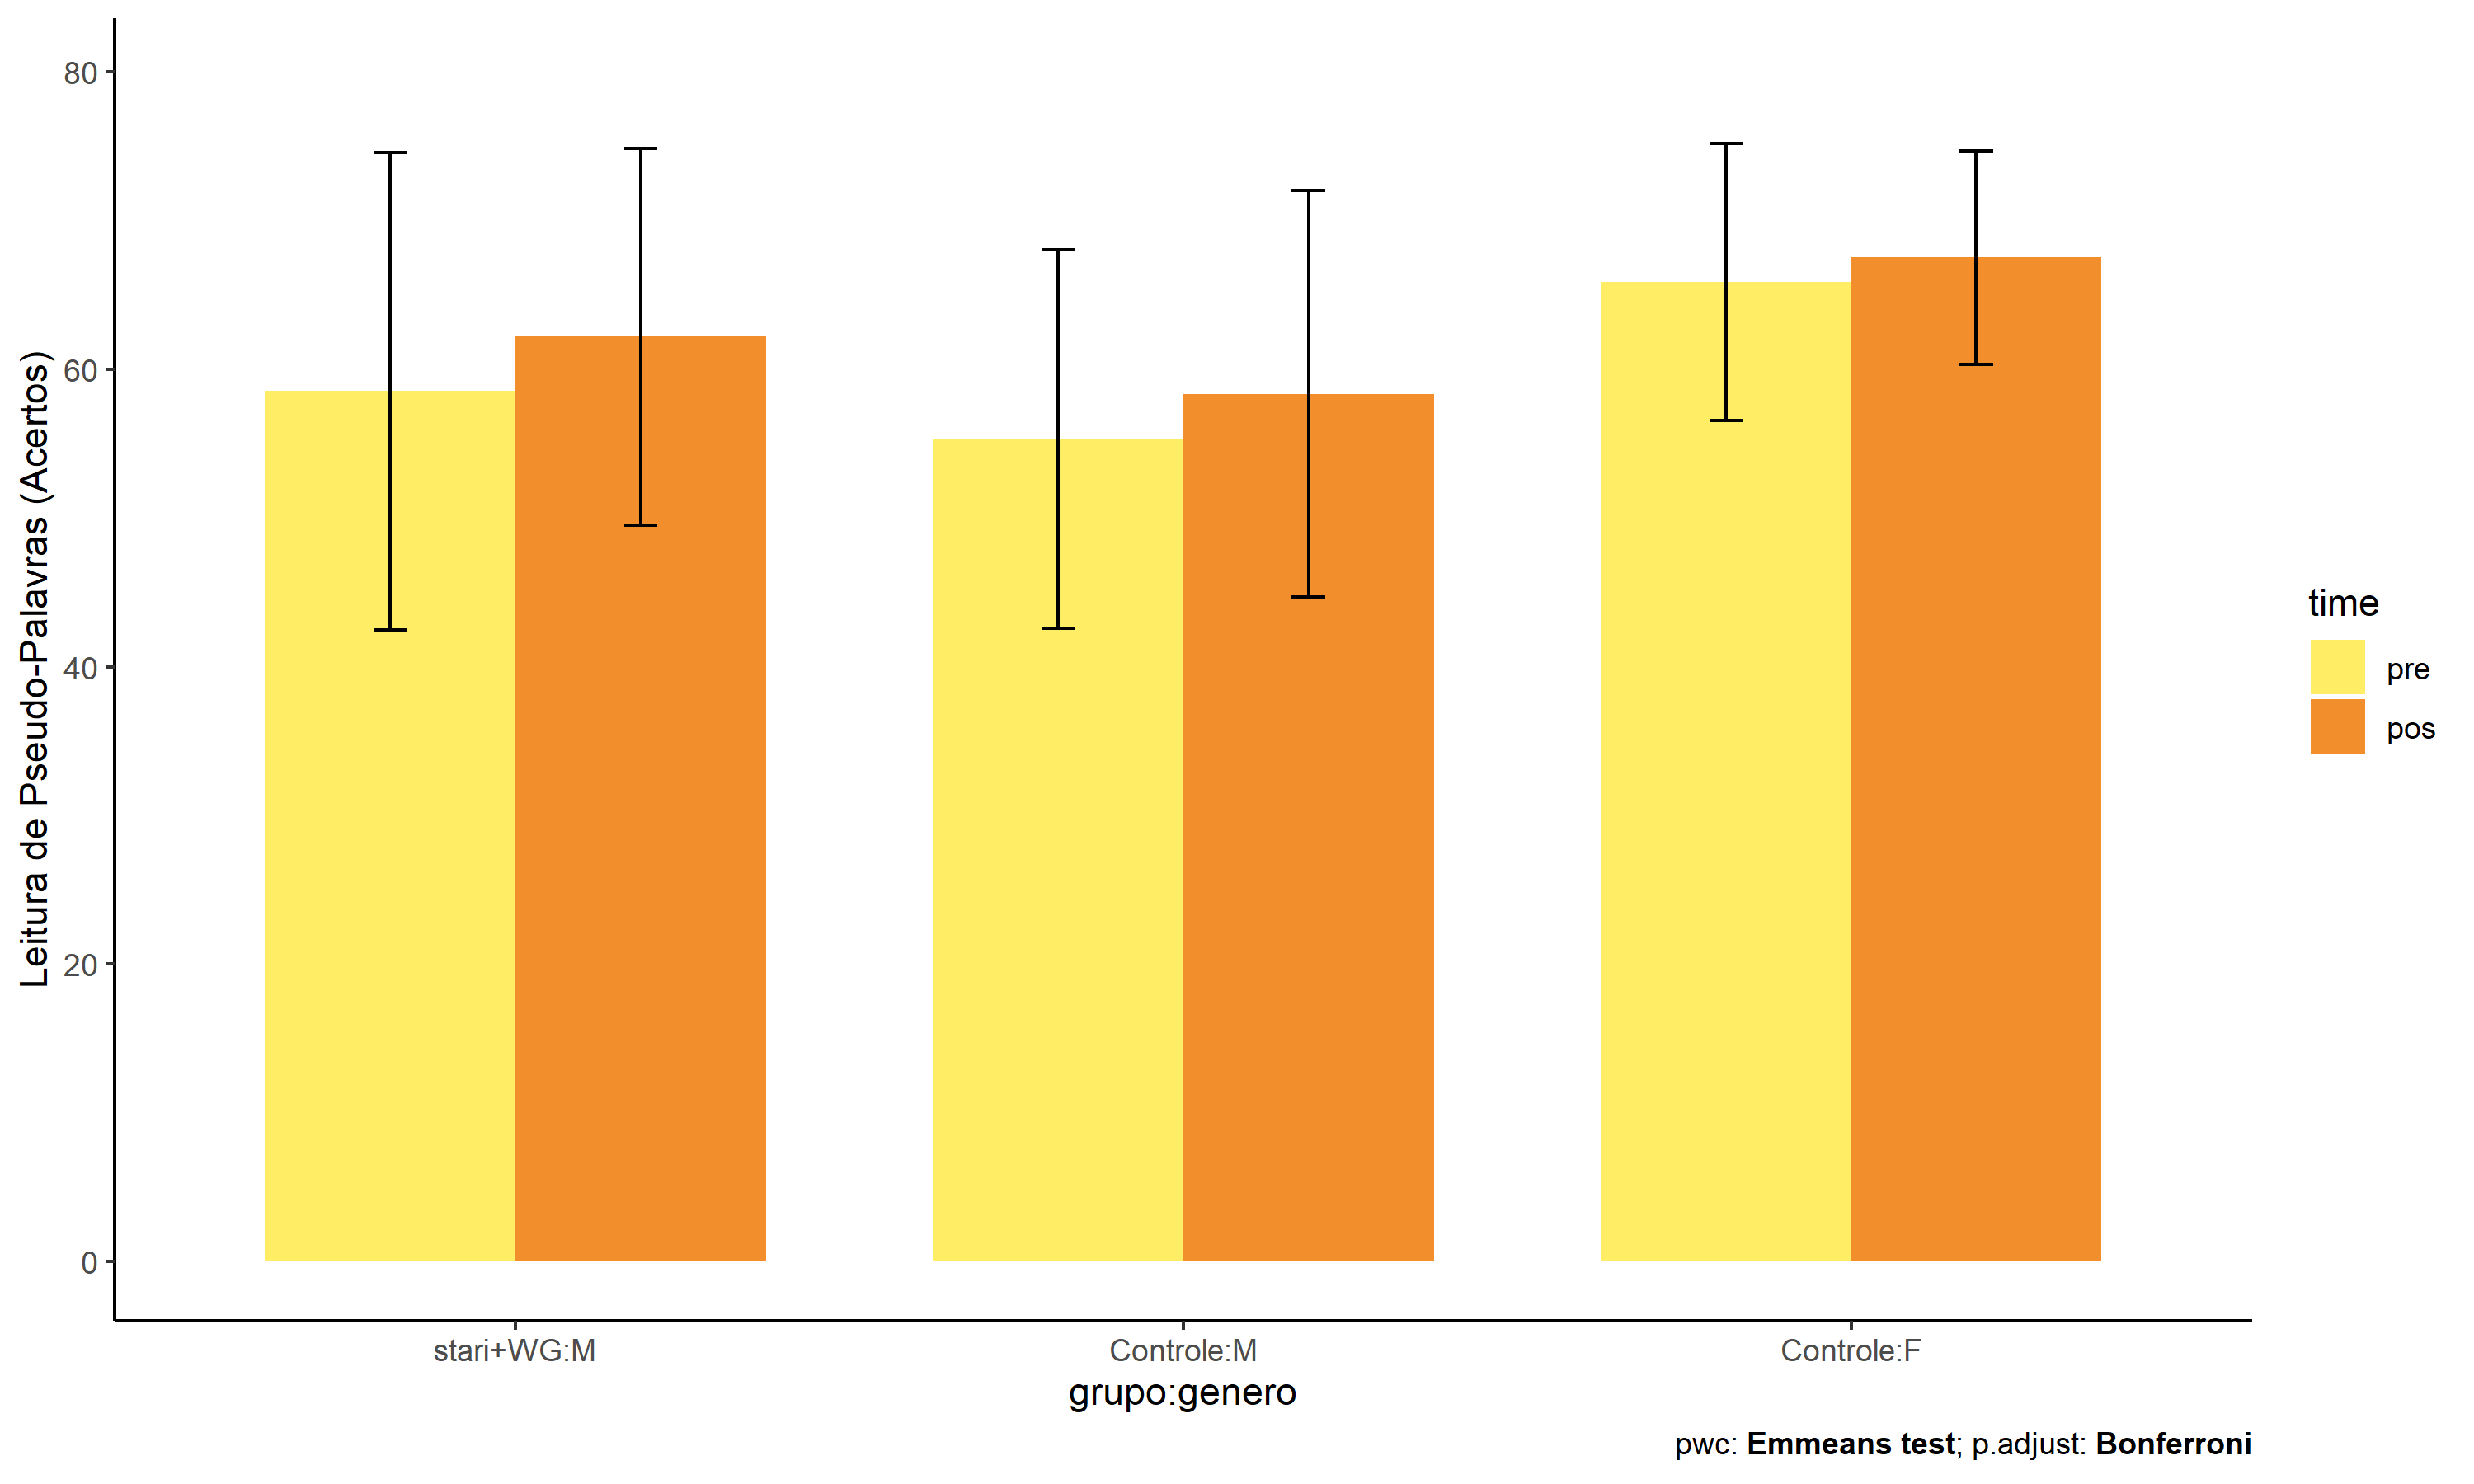 Leitura de Pseudo-Palavras (Acertos)
80
60
40
20
0
stari+WG:M
Controle:M
Controle:F
grupo:genero
time
pre
pos
pwc: Emmeans test; p.adjust: Bonferroni